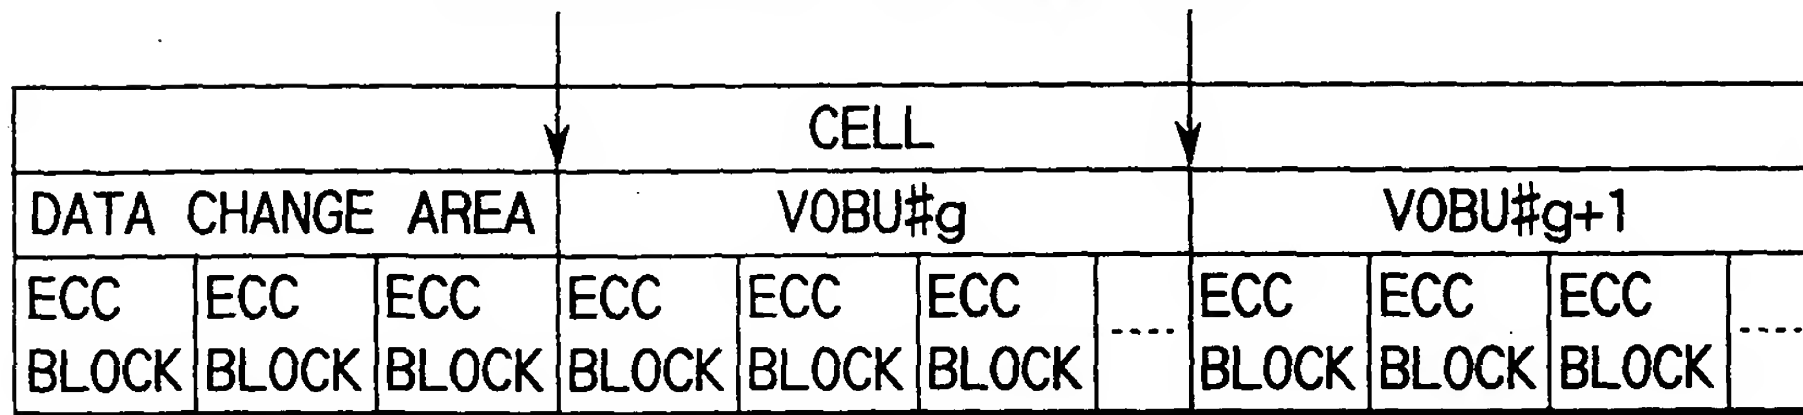 CELL
DATA CHANGE AREA VOBU#g VOBU#g+1
ECC ECC ECC ECC ECC ECC ECC ECC ECC
BLOCK BLOCK BLOCK BLOCK BLOCK BLOCK BLOCK BLOCK BLOCK